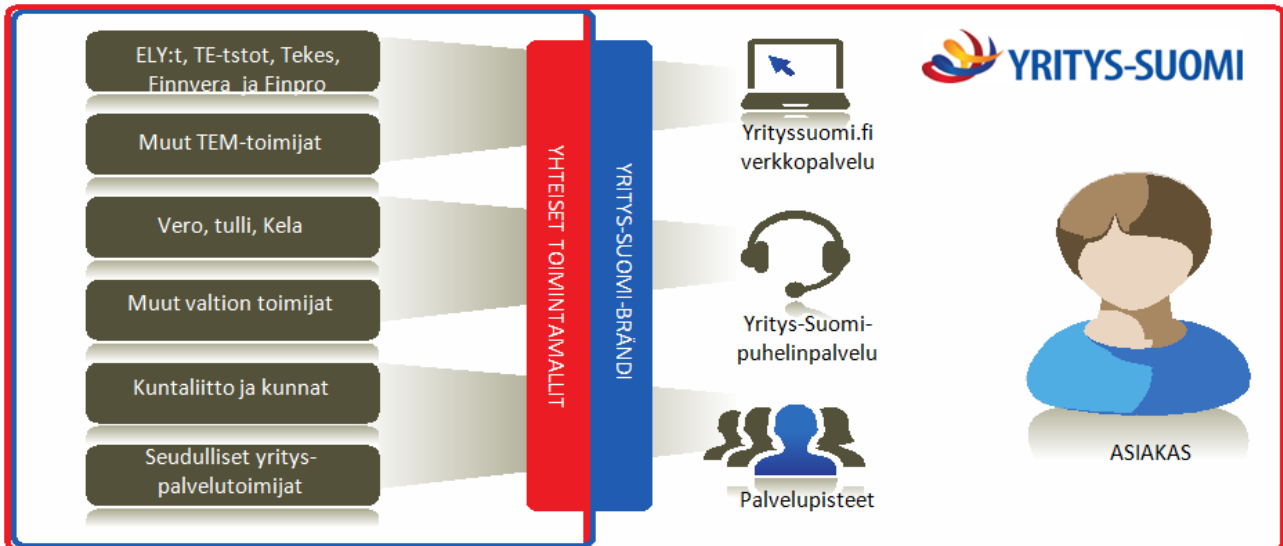 ELY:t, TE-tstot, Tekes,
Finnvera ja Finpro
Muut TEM-toimijat
Vero, tulli, Kela
Muut valtion toimijat
Kuntaliitto ja kunnat
Seudulliset yritys-
palvelutoimijat
YHTEISET TOIMINTAMALLIT
YRITYS-SUOMI-BRÄNDI
Yrityssuomi.fi
verkkopalvelu
Yritys-Suomi-
puhelinpalvelu
Palvelupisteet
YRITYS-SUOMI
ASIAKAS